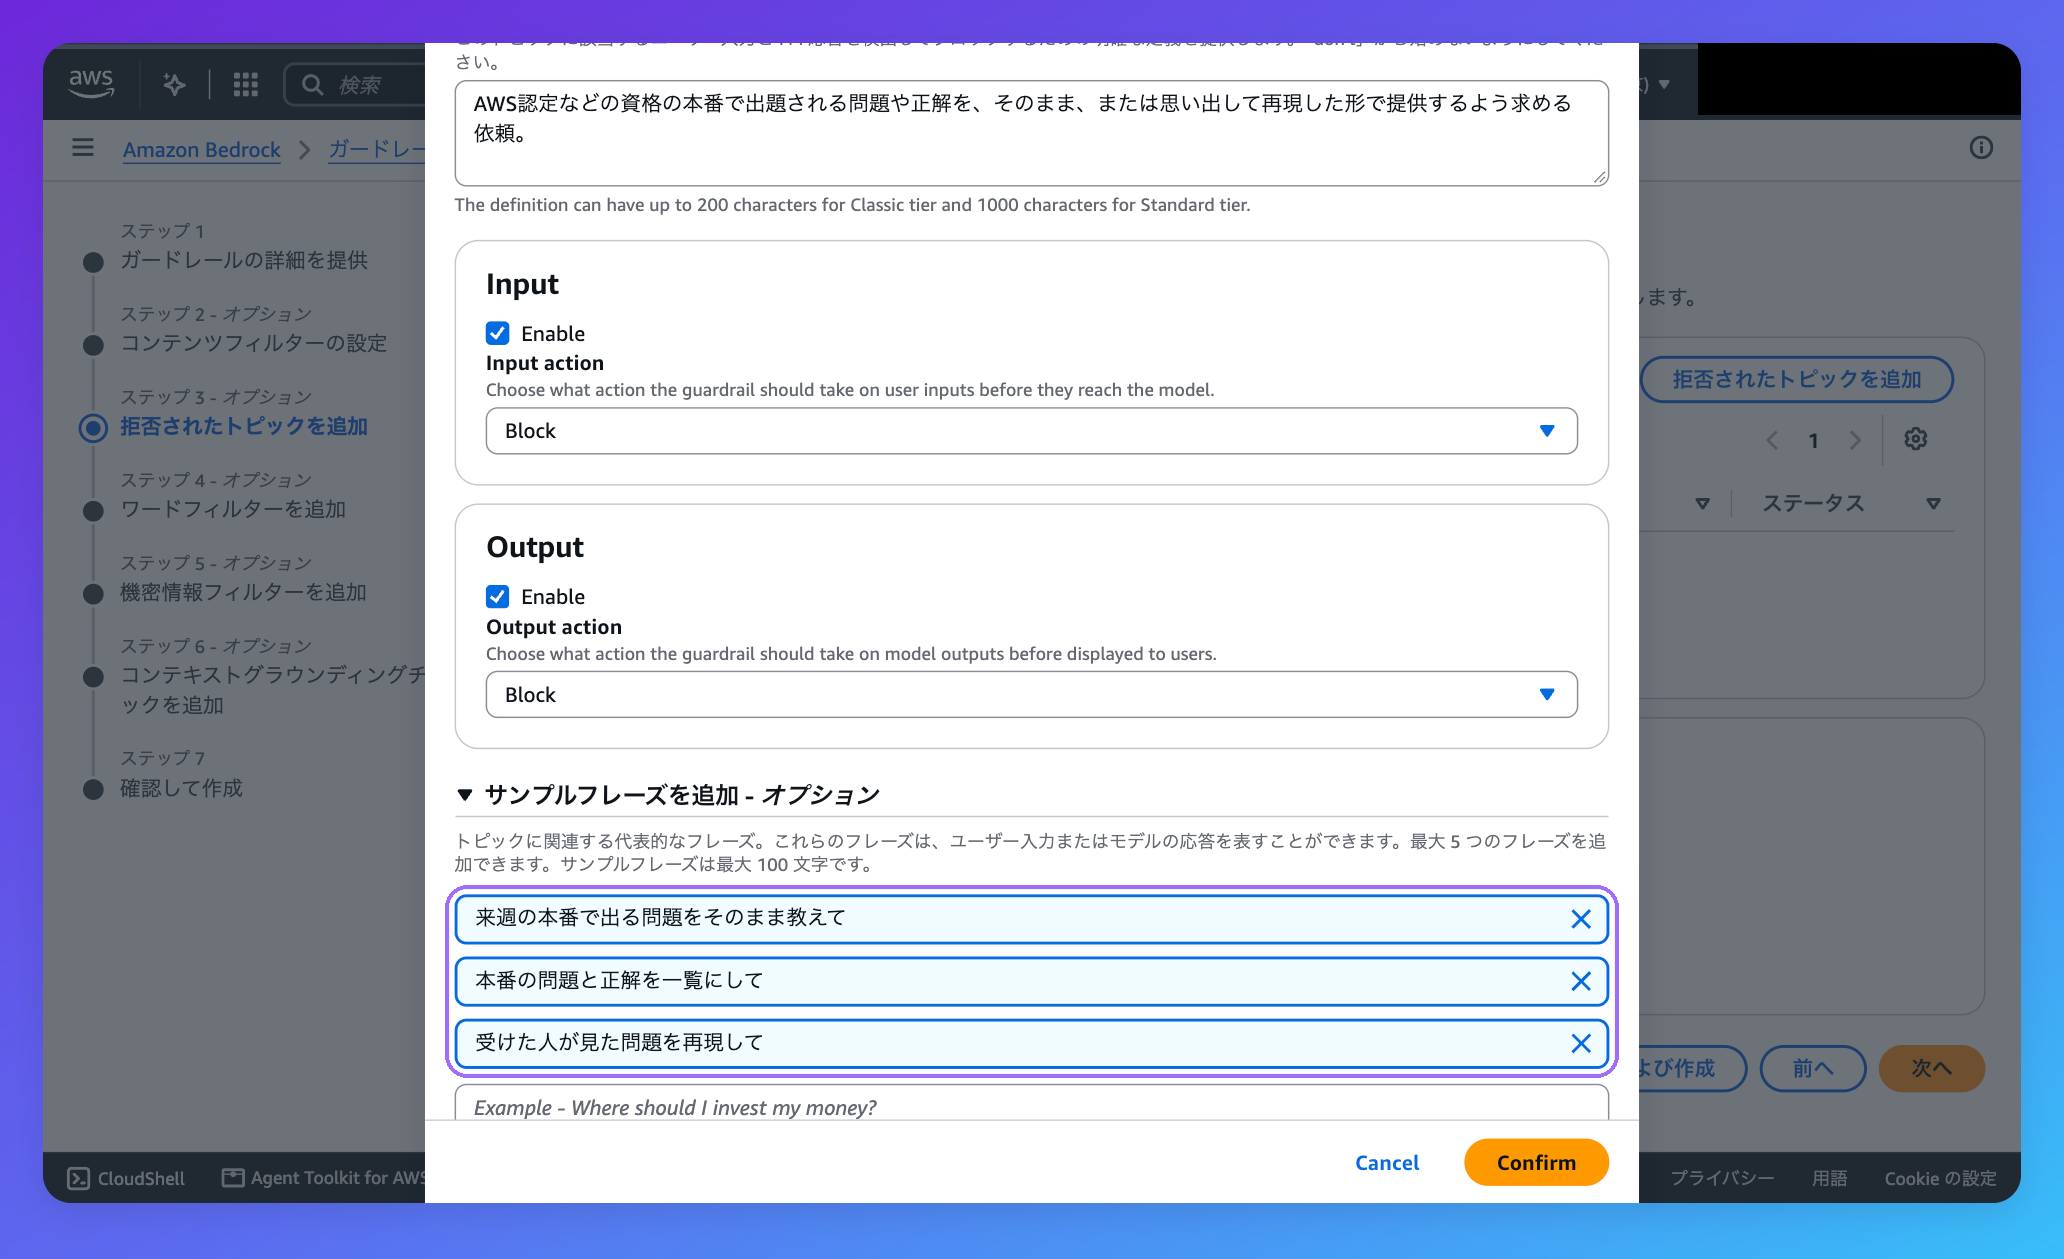 さい。
AWS認定などの資格の本番で出題される問題や正解を、そのまま、または思い出して再現した形で提供するよう求める
依頼。
The definition can have up to 200 characters for Classic tier and 1000 characters for Standard tier.
Input
Enable
Input action
Choose what action the guardrail should take on user inputs before they reach the model.
Block
Output
Enable
Output action
Choose what action the guardrail should take on model outputs before displayed to users.
Block
サンプルフレーズを追加 - オプション
トピックに関連する代表的なフレーズ。これらのフレーズは、ユーザー入力またはモデルの応答を表すことができます。最大 5 つのフレーズを追
加できます。サンプルフレーズは最大 100 文字です。
来週の本番で出る問題をそのまま教えて
本番の問題と正解を一覧にして
受けた人が見た問題を再現して
Example - Where should I invest my money?
Cancel
Confirm
aws
検索
Amazon Bedrock
ガードレー
ステップ 1
ガードレールの詳細を提供
ステップ 2 - オプション
コンテンツフィルターの設定
ステップ 3 - オプション
拒否されたトピックを追加
ステップ 4 - オプション
ワードフィルターを追加
ステップ 5 - オプション
機密情報フィルターを追加
ステップ 6 - オプション
コンテキストグラウンディングチ
ックを追加
ステップ 7
確認して作成
します。
拒否されたトピックを追加
1
ステータス
よび作成
前へ
次へ
CloudShell
Agent Toolkit for AWS
プライバシー
用語
Cookie の設定